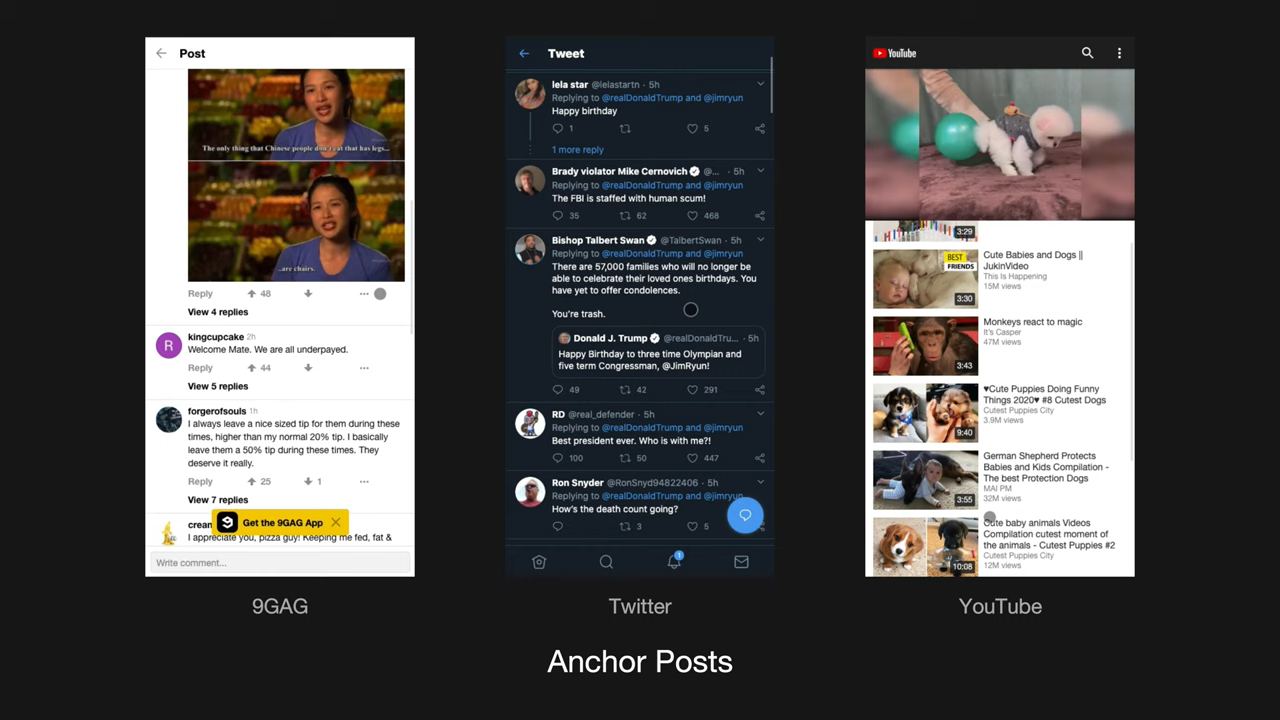 Post
The only thing that Chinese people don't eat that has legs...
..are chairs.
Reply 48
View 4 replies
R
kingcupcake 2h
Welcome Mate. We are all underpayed.
Reply 44
View 5 replies
forgerofsouls 1h
I always leave a nice sized tip for them during these
times, higher than my normal 20% tip. I basically
leave them a 50% tip during these times. They
deserve it really.
Reply 25 1
View 7 replies
Get the 9GAG App
I appreciate you, pizza guy! Keeping me fed, fat &
Write comment...
9GAG
Tweet
lela star @lelastartn · 5h
Replying to @realDonaldTrump and @jimryun
Happy birthday
1 5
1 more reply
Brady violator Mike Cernovich @... · 5h
Replying to @realDonaldTrump and @jimryun
The FBI is staffed with human scum!
35 62 468
Bishop Talbert Swan @TalbertSwan · 5h
Replying to @realDonaldTrump and @jimryun
There are 57,000 families who will no longer be
able to celebrate their loved ones birthdays. You
have yet to offer condolences.
You're trash.
Donald J. Trump @realDonaldTru... · 5h
Happy Birthday to three time Olympian and
five term Congressman, @JimRyun!
49 42 291
RD @real_defender · 5h
Replying to @realDonaldTrump and @jimryun
Best president ever. Who is with me?!
100 50 447
Ron Snyder @RonSnyd94822406 · 5h
Replying to @realDonaldTrump and @jimryun
How's the death count going?
3 5
1
Twitter
YouTube
3:29
BEST
FRIENDS
3:30
Cute Babies and Dogs ||
JukinVideo
This Is Happening
15M views
3:43
Monkeys react to magic
It's Casper
47M views
9:40
♥Cute Puppies Doing Funny
Things 2020♥ #8 Cutest Dogs
Cutest Puppies City
3.9M views
3:55
German Shepherd Protects
Babies and Kids Compilation -
The best Protection Dogs
MAI PM
32M views
10:08
Cute baby animals Videos
Compilation cutest moment of
the animals - Cutest Puppies #2
Cutest Puppies City
12M views
YouTube
Anchor Posts